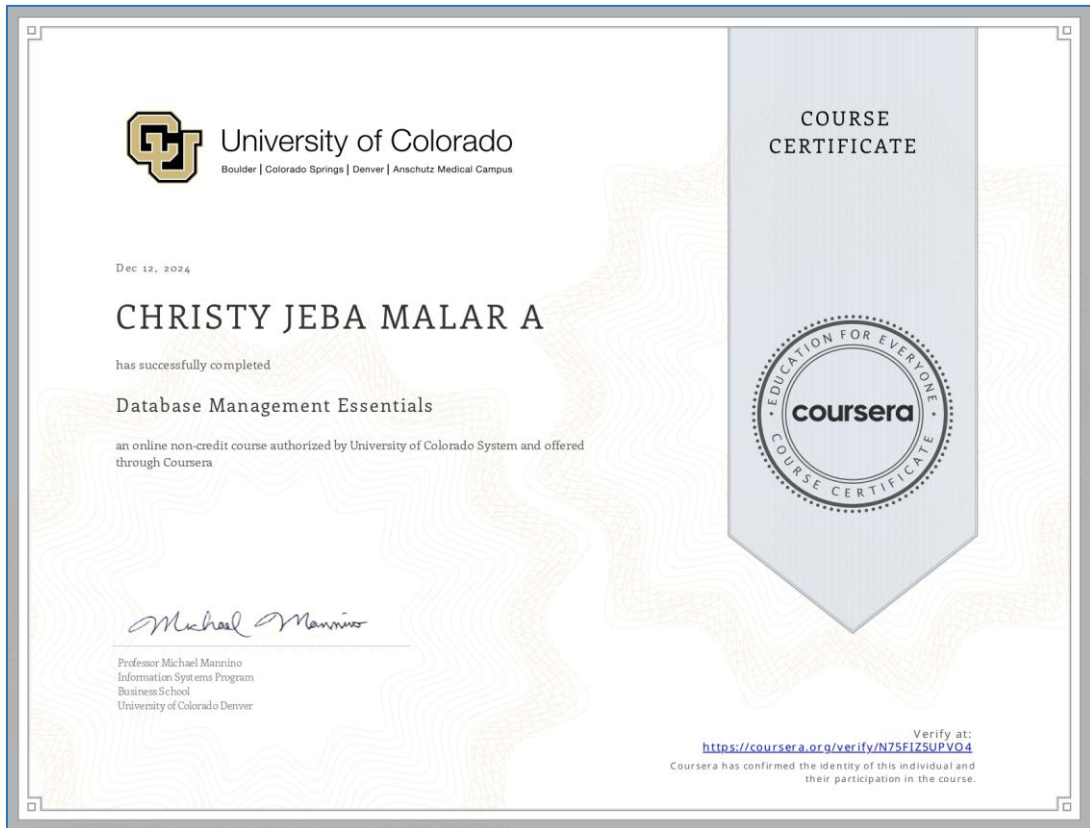 CU
University of Colorado
Boulder | Colorado Springs | Denver | Anschutz Medical Campus
COURSE
CERTIFICATE
Dec 12, 2024
CHRISTY JEBA MALAR A
has successfully completed
Database Management Essentials
an online non-credit course authorized by University of Colorado System and offered
through Coursera
EDUCATION FOR EVERYONE
coursera
COURSE CERTIFICATE
Michael Mannino
Professor Michael Mannino
Information Systems Program
Business School
University of Colorado Denver
Verify at:
https://coursera.org/verify/N75FIZ5UPVO4
Coursera has confirmed the identity of this individual and
their participation in the course.